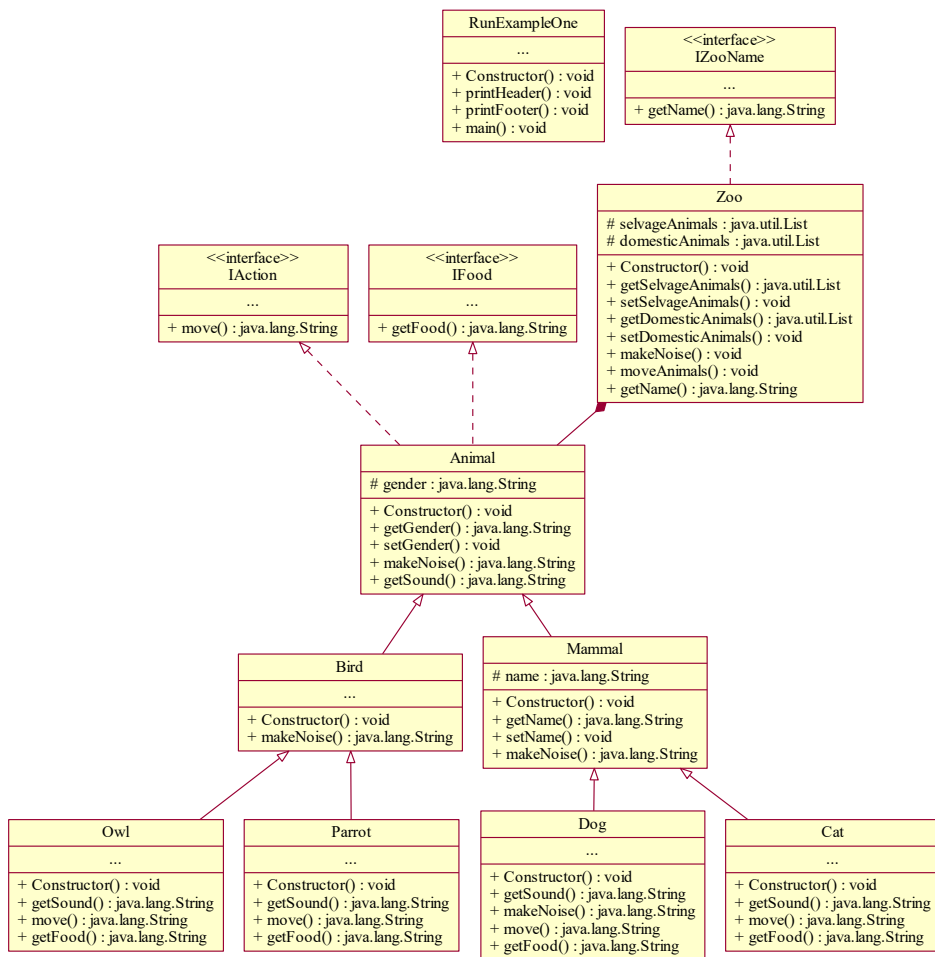 RunExampleOne
...
+ Constructor() : void
+ printHeader() : void
+ printFooter() : void
+ main() : void
<<interface>>
IZooName
...
+ getName() : java.lang.String
Zoo
# selvageAnimals : java.util.List
# domesticAnimals : java.util.List
+ Constructor() : void
+ getSelvageAnimals() : java.util.List
+ setSelvageAnimals() : void
+ getDomesticAnimals() : java.util.List
+ setDomesticAnimals() : void
+ makeNoise() : void
+ moveAnimals() : void
+ getName() : java.lang.String
<<interface>>
IAction
...
+ move() : java.lang.String
<<interface>>
IFood
...
+ getFood() : java.lang.String
Animal
# gender : java.lang.String
+ Constructor() : void
+ getGender() : java.lang.String
+ setGender() : void
+ makeNoise() : java.lang.String
+ getSound() : java.lang.String
Bird
...
+ Constructor() : void
+ makeNoise() : java.lang.String
Mammal
# name : java.lang.String
+ Constructor() : void
+ getName() : java.lang.String
+ setName() : void
+ makeNoise() : java.lang.String
Owl
...
+ Constructor() : void
+ getSound() : java.lang.String
+ move() : java.lang.String
+ getFood() : java.lang.String
Parrot
...
+ Constructor() : void
+ getSound() : java.lang.String
+ move() : java.lang.String
+ getFood() : java.lang.String
Dog
...
+ Constructor() : void
+ getSound() : java.lang.String
+ makeNoise() : java.lang.String
+ move() : java.lang.String
+ getFood() : java.lang.String
Cat
...
+ Constructor() : void
+ getSound() : java.lang.String
+ move() : java.lang.String
+ getFood() : java.lang.String